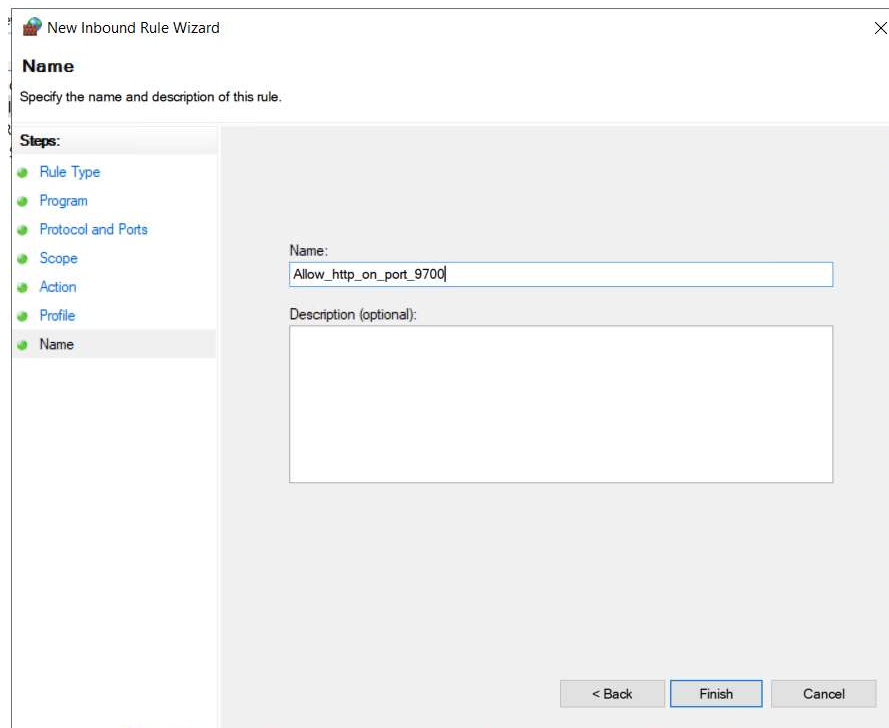 New Inbound Rule Wizard
Name
Specify the name and description of this rule.
Steps:
Rule Type
Program
Protocol and Ports
Scope
Action
Profile
Name
Name:
Allow_http_on_port_9700
Description (optional):
< Back
Finish
Cancel